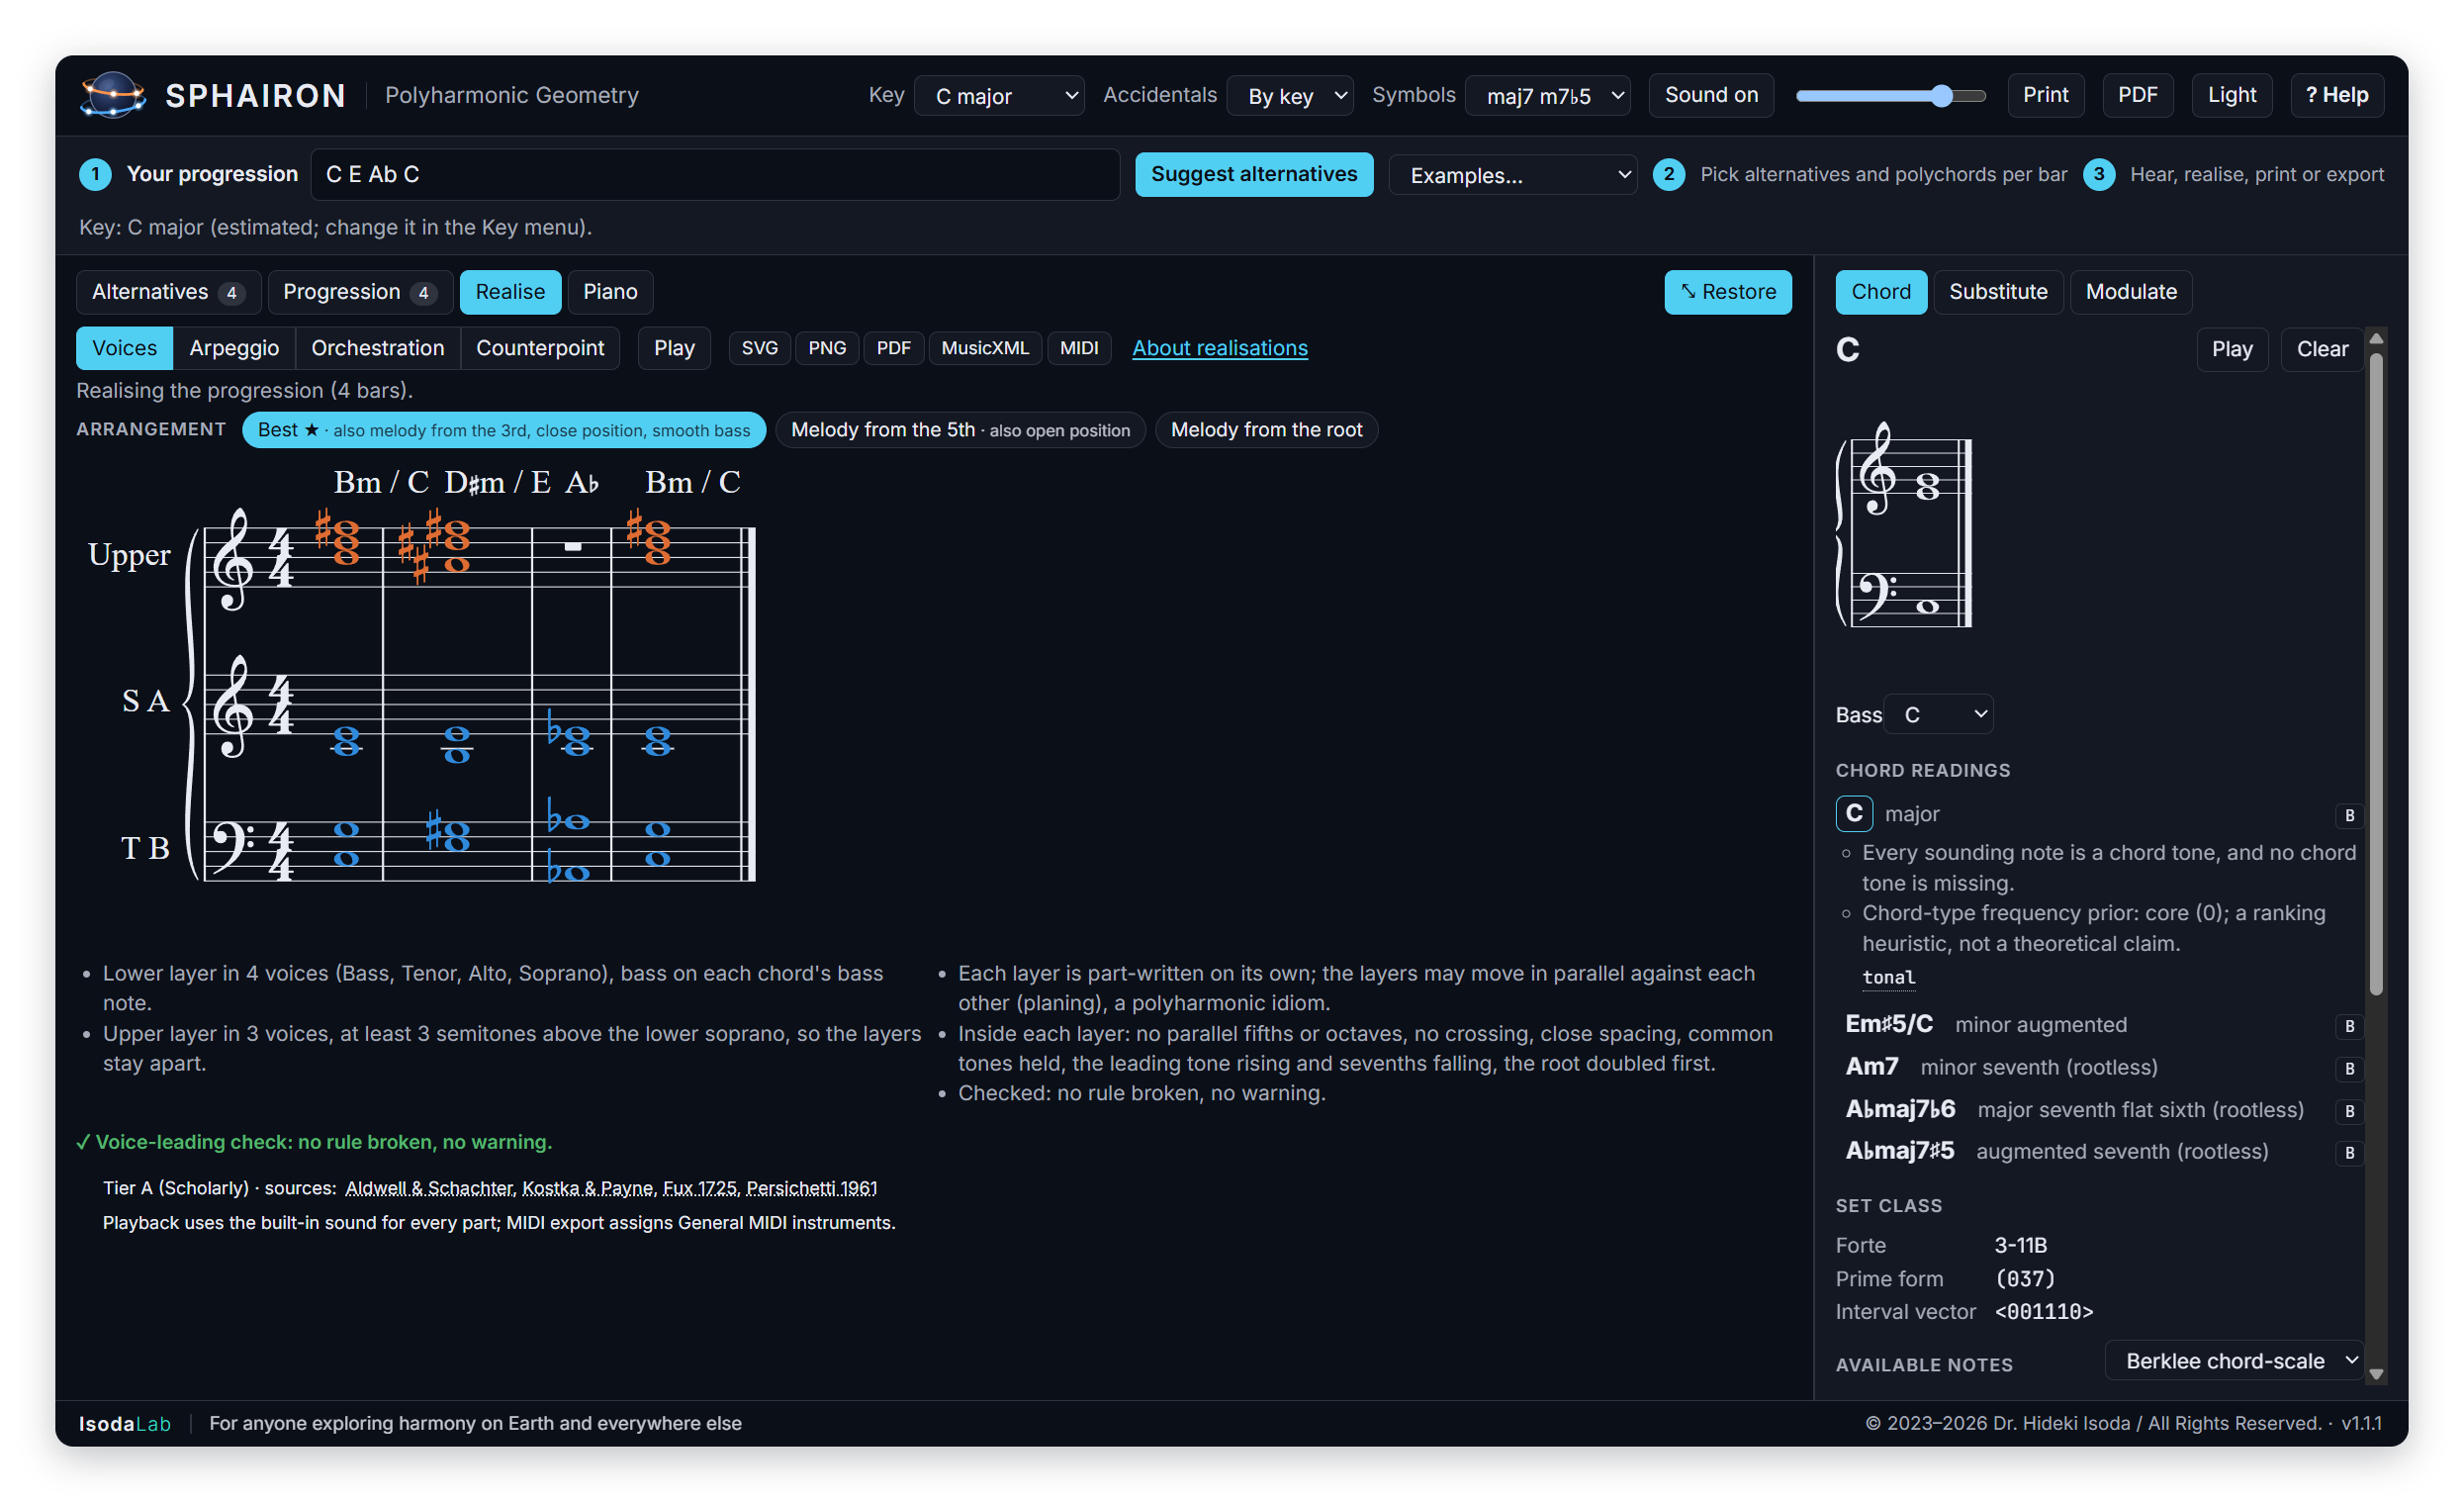 SPHAIRON Polyharmonic Geometry Key C major Accidentals By key Symbols maj7 m7♭5 Sound on Print PDF Light ? Help
1 Your progression C E Ab C Suggest alternatives Examples... 2 Pick alternatives and polychords per bar 3 Hear, realise, print or export
Key: C major (estimated; change it in the Key menu).
Alternatives 4 Progression 4 Realise Piano ⤡ Restore
Voices Arpeggio Orchestration Counterpoint Play SVG PNG PDF MusicXML MIDI About realisations
Realising the progression (4 bars).
ARRANGEMENT Best ★ · also melody from the 3rd, close position, smooth bass Melody from the 5th · also open position Melody from the root
Bm / C D♯m / E A♭ Bm / C
Upper
4
4
S A
4
4
T B
4
4
Lower layer in 4 voices (Bass, Tenor, Alto, Soprano), bass on each chord's bass
note.
Upper layer in 3 voices, at least 3 semitones above the lower soprano, so the layers
stay apart.
Each layer is part-written on its own; the layers may move in parallel against each
other (planing), a polyharmonic idiom.
Inside each layer: no parallel fifths or octaves, no crossing, close spacing, common
tones held, the leading tone rising and sevenths falling, the root doubled first.
Checked: no rule broken, no warning.
✓ Voice-leading check: no rule broken, no warning.
Tier A (Scholarly) · sources: Aldwell & Schachter, Kostka & Payne, Fux 1725, Persichetti 1961
Playback uses the built-in sound for every part; MIDI export assigns General MIDI instruments.
Chord Substitute Modulate
C Play Clear
Bass C
CHORD READINGS
C major B
Every sounding note is a chord tone, and no chord
tone is missing.
Chord-type frequency prior: core (0); a ranking
heuristic, not a theoretical claim.
tonal
Em♯5/C minor augmented B
Am7 minor seventh (rootless) B
A♭maj7♭6 major seventh flat sixth (rootless) B
A♭maj7♯5 augmented seventh (rootless) B
SET CLASS
Forte 3-11B
Prime form (037)
Interval vector <001110>
AVAILABLE NOTES Berklee chord-scale
IsodaLab For anyone exploring harmony on Earth and everywhere else © 2023–2026 Dr. Hideki Isoda / All Rights Reserved. · v1.1.1